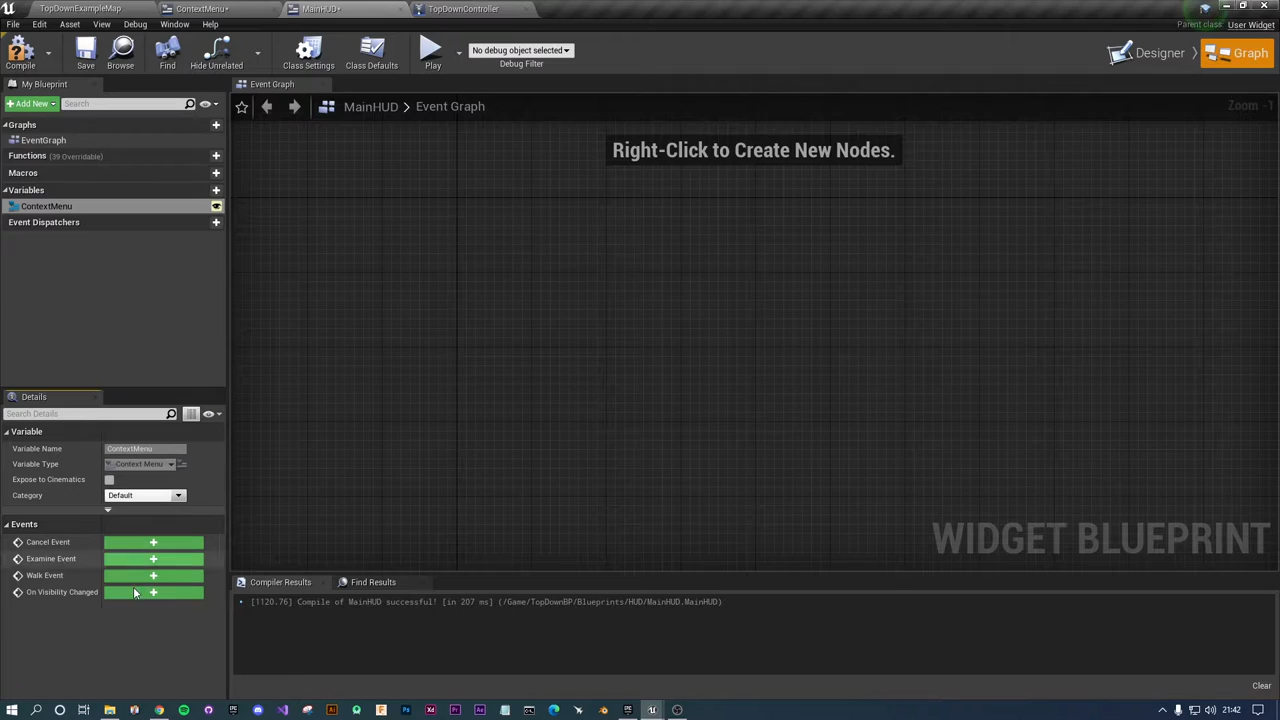 TopDownExampleMap
ContextMenu*
MainHUD*
TopDownController
File Edit Asset View Debug Window Help
Parent class: User Widget
Compile
Save
Browse
Find
Hide Unrelated
Class Settings
Class Defaults
Play
No debug object selected
Debug Filter
Designer
Graph
My Blueprint
Event Graph
Add New
Search
MainHUD > Event Graph
Zoom -1
Graphs
EventGraph
Functions (39 Overridable)
Macros
Variables
ContextMenu
Event Dispatchers
Right-Click to Create New Nodes.
Details
Search Details
Variable
Variable Name ContextMenu
Variable Type Context Menu
Expose to Cinematics
Category Default
Events
Cancel Event
Examine Event
Walk Event
On Visibility Changed
WIDGET BLUEPRINT
Compiler Results
Find Results
[1120.76] Compile of MainHUD successful! [in 207 ms] (/Game/TopDownBP/Blueprints/HUD/MainHUD.MainHUD)
Clear
21:42